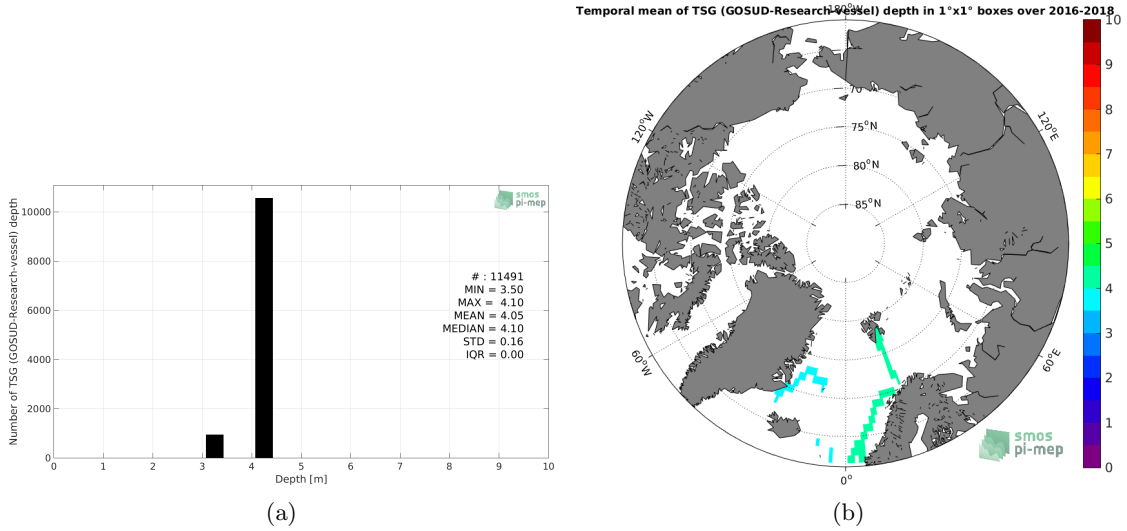 Number of TSG (GOSUD-Research-vessel) depth
10000
8000
6000
4000
2000
0
0 1 2 3 4 5 6 7 8 9 10
Depth [m]
smos
pi-mep
# : 11491
MIN = 3.50
MAX = 4.10
MEAN = 4.05
MEDIAN = 4.10
STD = 0.16
IQR = 0.00
(a)
Temporal mean of TSG (GOSUD-Research-vessel) depth in 1°x1° boxes over 2016-2018
180°W
120°W
120°E
60°W
60°E
0°
70
75°N
80°N
85°N
smos
pi-mep
10
9
8
7
6
5
4
3
2
1
0
(b)